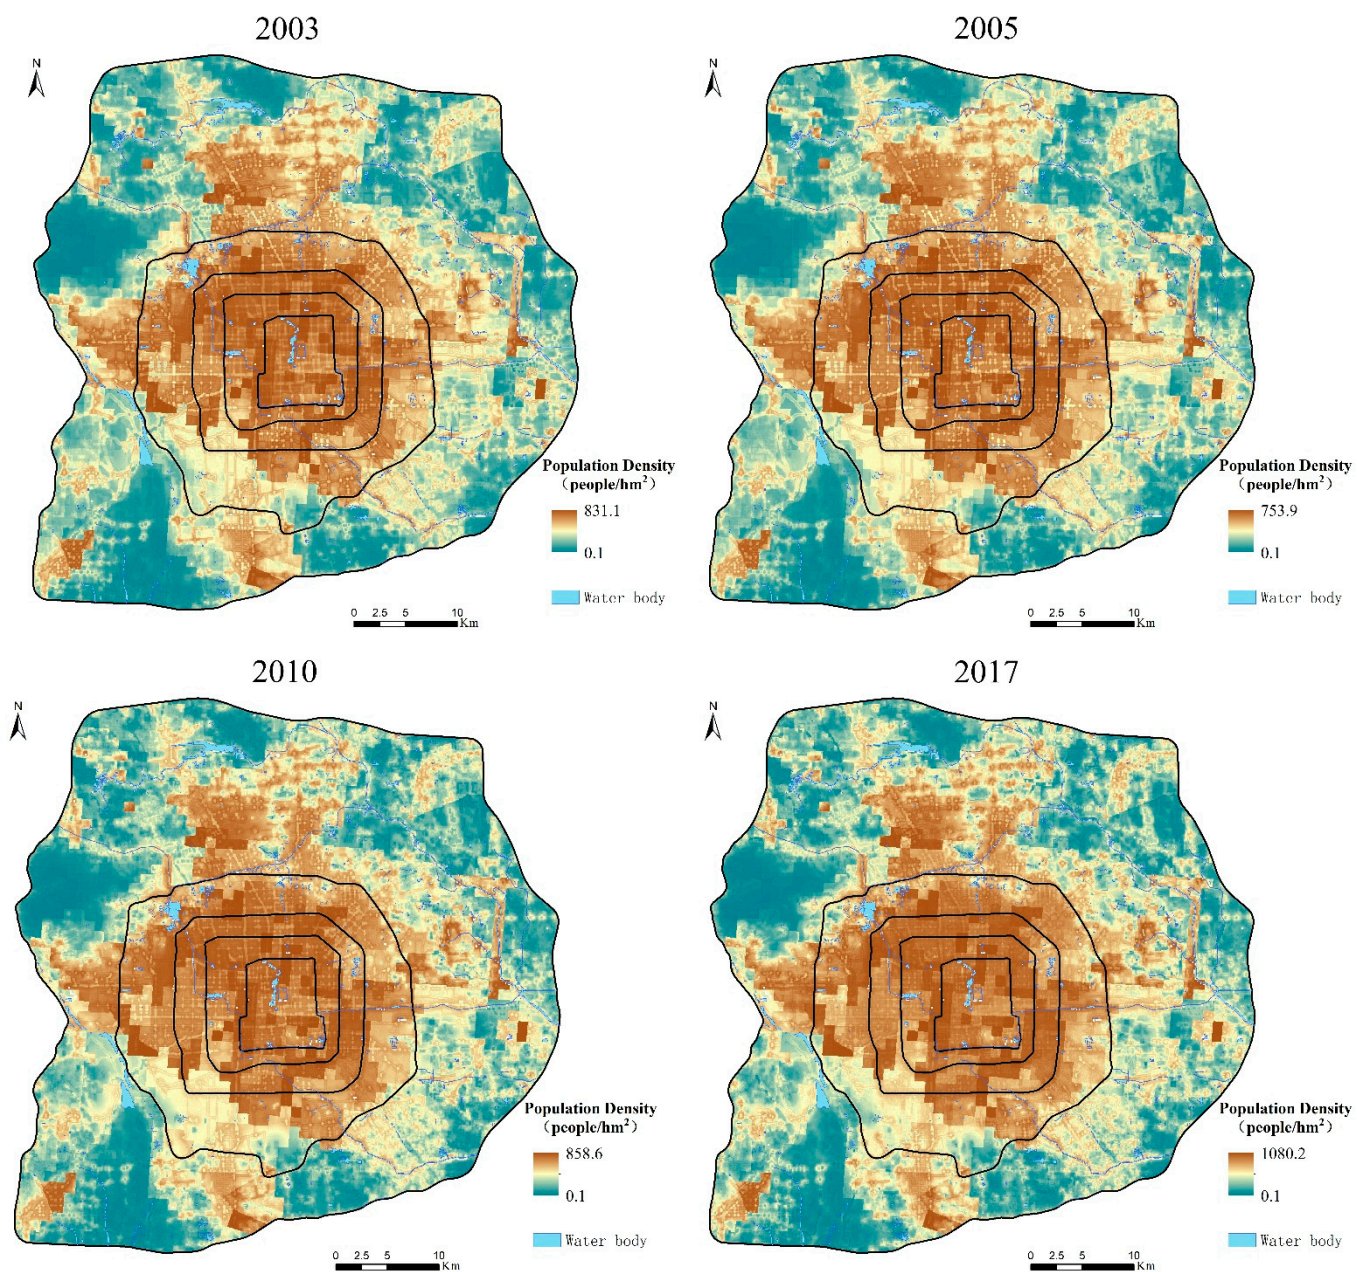 2003
N
Population Density
(people/hm²)
831.1
0.1
Water body
0 2.5 5 10
Km
2005
N
Population Density
(people/hm²)
753.9
0.1
Water body
0 2.5 5 10
Km
2010
N
Population Density
(people/hm²)
858.6
0.1
Water body
0 2.5 5 10
Km
2017
N
Population Density
(people/hm²)
1080.2
0.1
Water body
0 2.5 5 10
Km